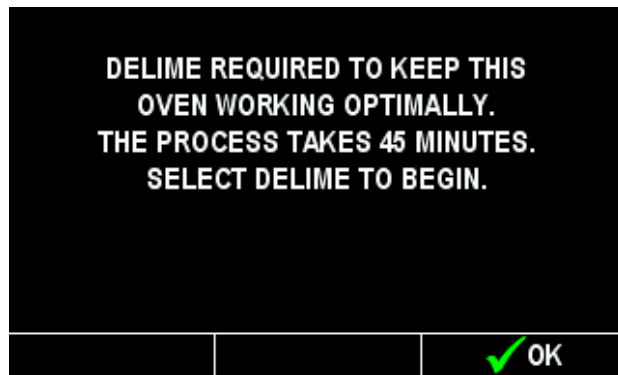 DELIME REQUIRED TO KEEP THIS
OVEN WORKING OPTIMALLY.
THE PROCESS TAKES 45 MINUTES.
SELECT DELIME TO BEGIN.
OK